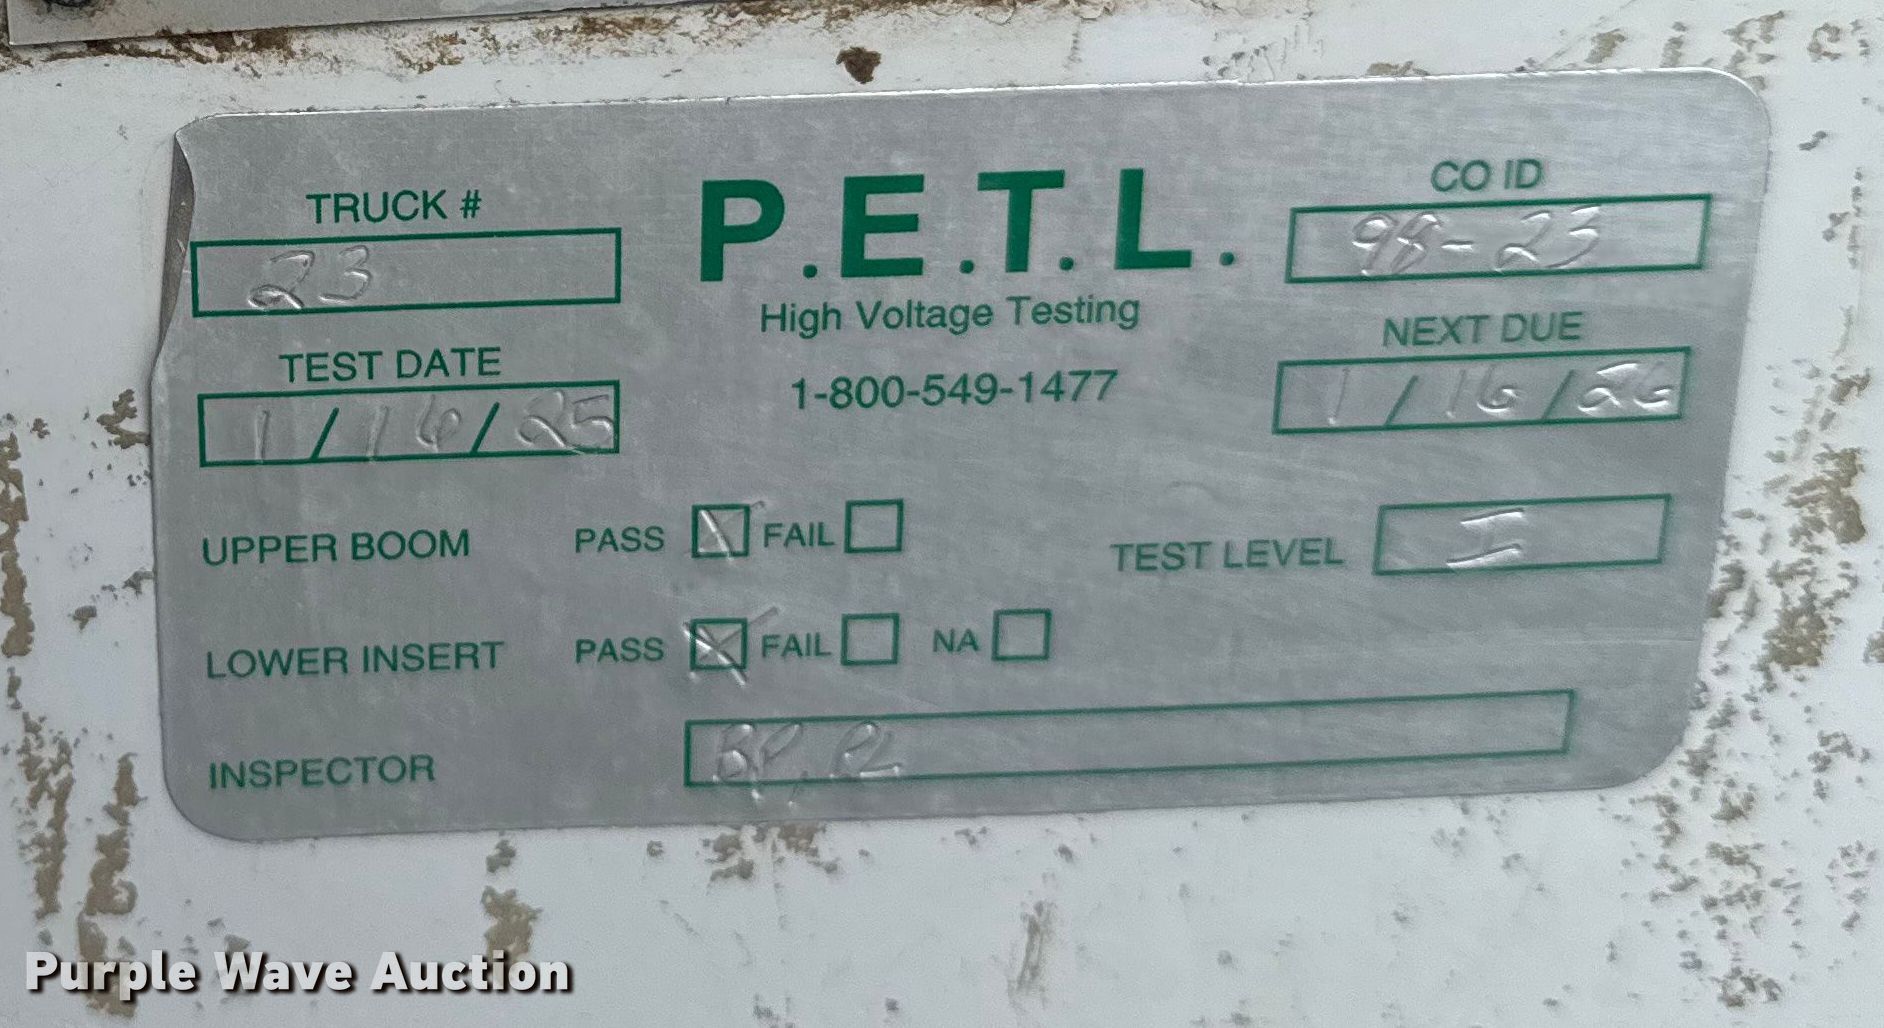 TRUCK #
23
P.E.T.L.
High Voltage Testing
1-800-549-1477
CO ID
98-23
TEST DATE
1/16/25
NEXT DUE
1/16/26
UPPER BOOM PASS X FAIL
TEST LEVEL I
LOWER INSERT PASS X FAIL NA
INSPECTOR BP, PL
Purple Wave Auction